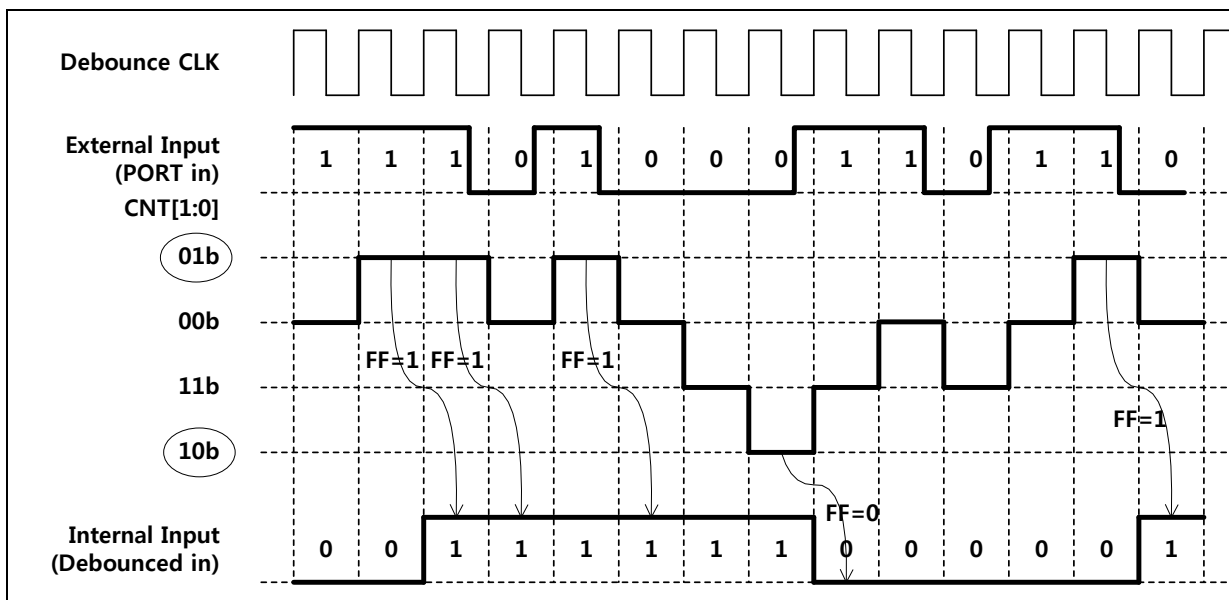 Debounce CLK
External Input
(PORT in)
1 1 1 0 1 0 0 0 1 1 0 1 1 0
CNT[1:0]
01b
00b
FF=1 FF=1 FF=1
11b
FF=1
10b
FF=0
Internal Input
(Debounced in)
0 0 1 1 1 1 1 1 0 0 0 0 0 1